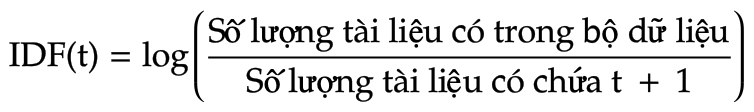 IDF(t) = log(Số lượng tài liệu có trong bộ dữ liệu / Số lượng tài liệu có chứa t + 1)